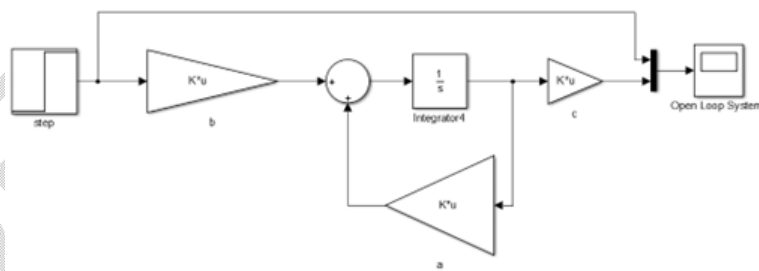 step
K*u
b
+
+
1
s
Integrator4
K*u
c
Open Loop System
K*u
a